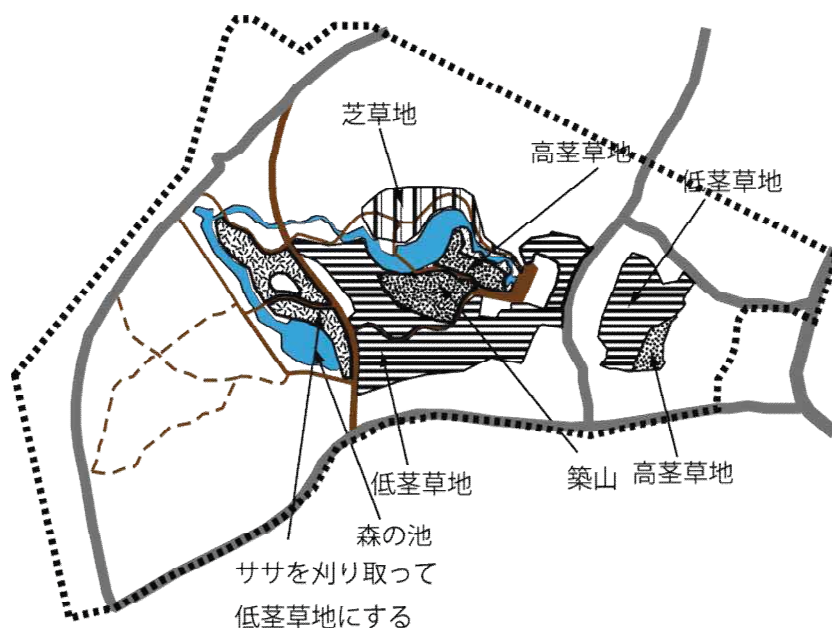 芝草地
高茎草地
低茎草地
低茎草地
築山
高茎草地
森の池
ササを刈り取って
低茎草地にする